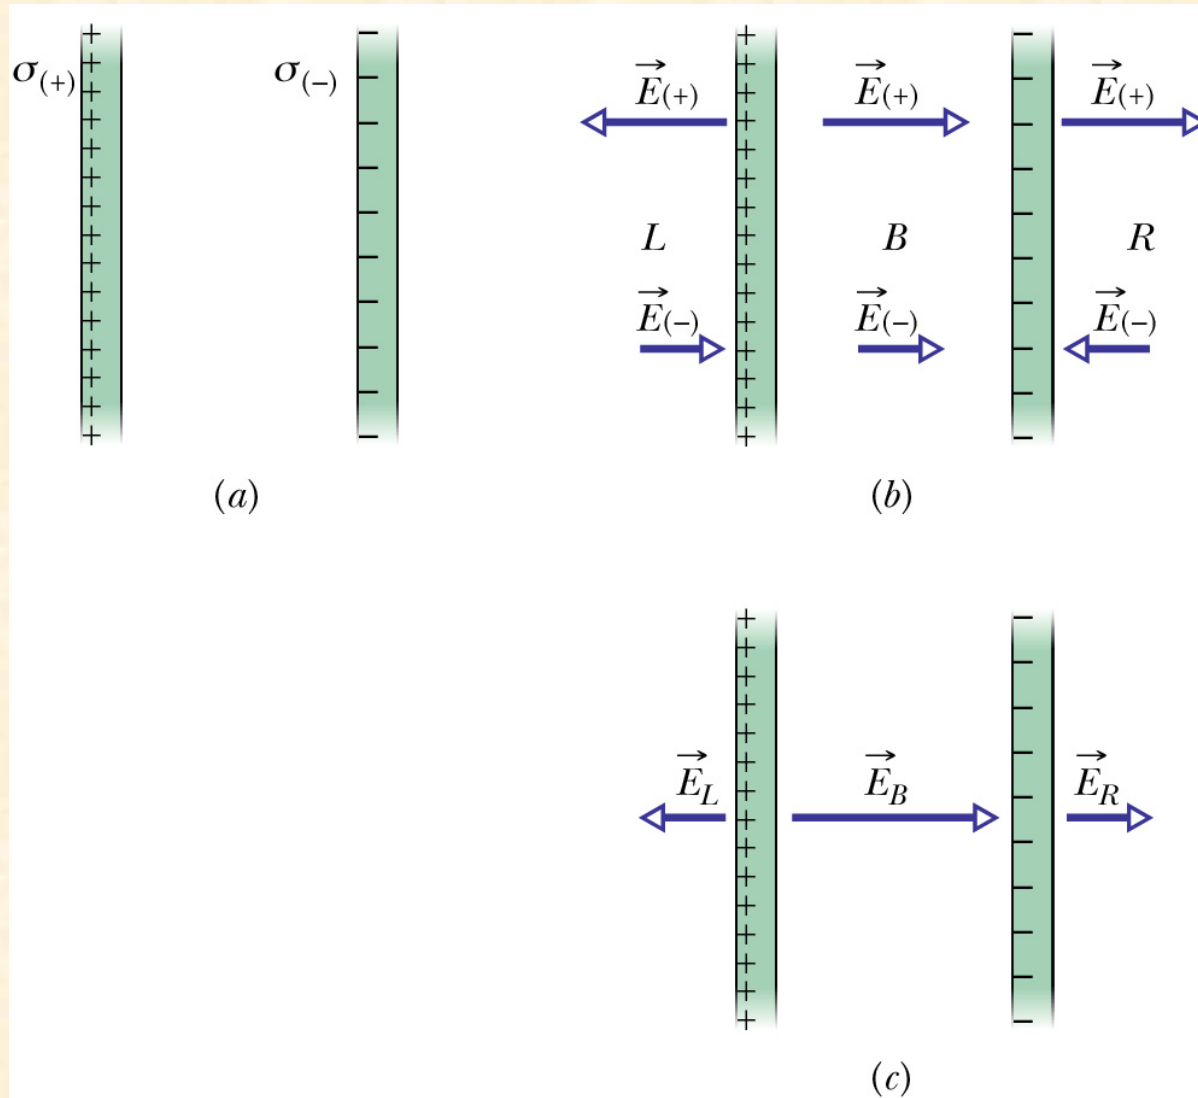 σ(+)
σ(–)
E(+)
E(+)
E(+)
L
B
R
E(–)
E(–)
E(–)
(a)
(b)
E_L
E_B
E_R
(c)